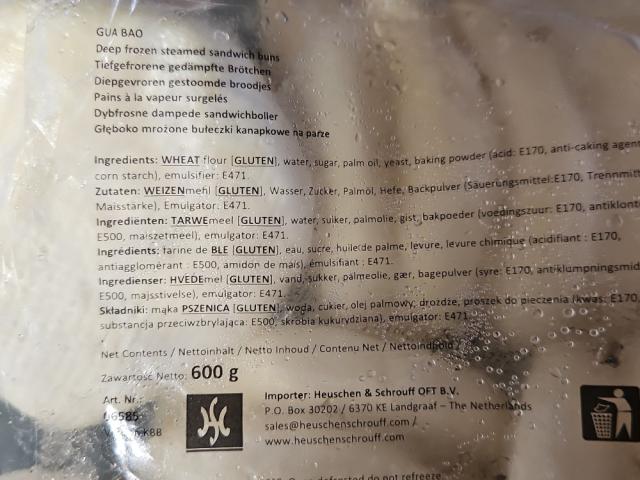 GUA BAO
Deep frozen steamed sandwich buns
Tiefgefrorene gedämpfte Brötchen
Diepgevroren gestoomde broodjes
Pains à la vapeur surgelés
Dybfrosne dampede sandwichboller
Głęboko mrożone bułeczki kanapkowe na parze
Ingredients: WHEAT flour [GLUTEN], water, sugar, palm oil, yeast, baking powder (acid: E170, anti-caking agent
corn starch), emulsifier: E471.
Zutaten: WEIZENmehl [GLUTEN], Wasser, Zucker, Palmöl, Hefe, Backpulver (Säuerungsmittel:E170, Trennmitt
Maisstärke), Emulgator: E471.
Ingrediënten: TARWEmeel [GLUTEN], water, suiker, palmolie, gist, bakpoeder (voedingszuur: E170, antiklont
E500, maiszetmeel), emulgator: E471.
Ingrédients: farine de BLE [GLUTEN], eau, sucre, huile de palme, levure, levure chimique (acidifiant : E170,
antiagglomérant : E500, amidon de maïs), émulsifiant : E471.
Ingredienser: HVEDEmel [GLUTEN], vand, sukker, palmeolie, gær, bagepulver (syre: E170, antiklumpningsmid
E500, majsstivelse), emulgator: E471.
Składniki: mąka PSZENICA [GLUTEN], woda, cukier, olej palmowy, drożdże, proszek do pieczenia (kwas: E170,
substancja przeciwzbrylająca: E500, skrobia kukurydziana), emulgator: E471
Net Contents / Nettoinhalt / Netto Inhoud / Contenu Net / Nettoindhold /
Zawartość Netto: 600 g
Art. Nr.:
06585
Importer: Heuschen & Schrouff OFT B.V.
P.O. Box 30202 / 6370 KE Landgraaf – The Netherlands
sales@heuschenschrouff.com /
www.heuschenschrouff.com
defrosted do not refreeze.